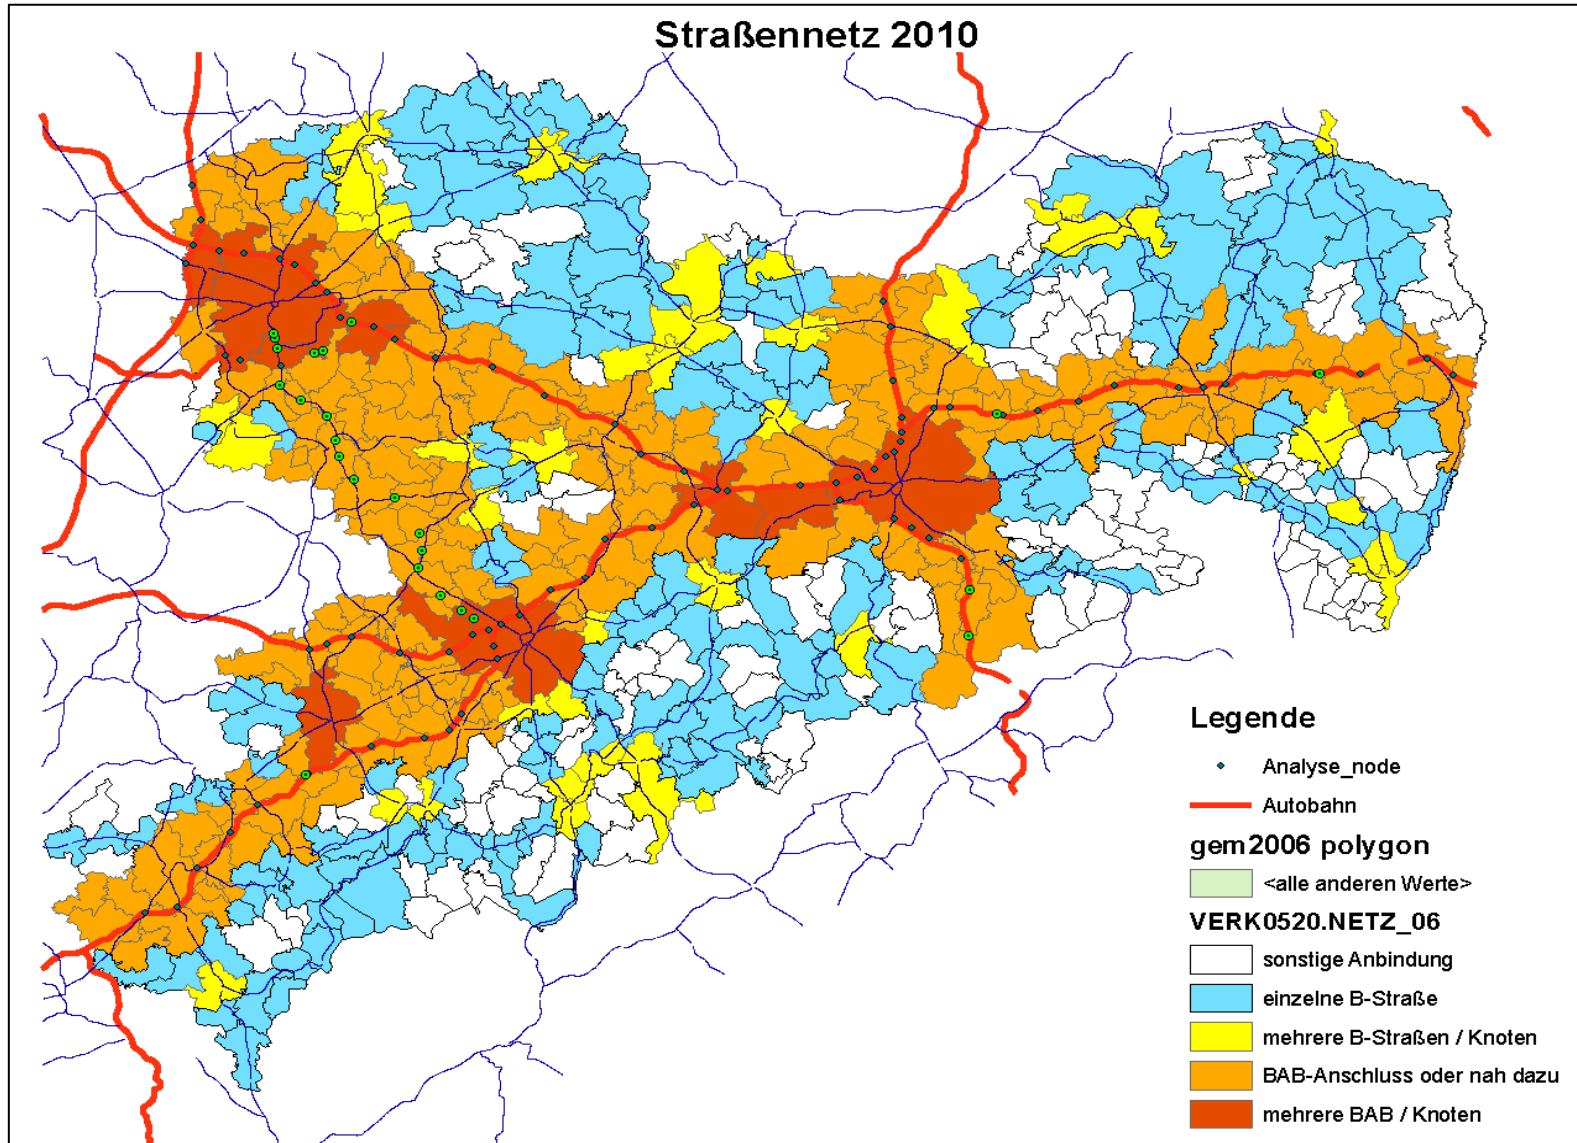 Straßennetz 2010
Legende
Analyse_node
Autobahn
gem2006 polygon
<alle anderen Werte>
VERK0520.NETZ_06
sonstige Anbindung
einzelne B-Straße
mehrere B-Straßen / Knoten
BAB-Anschluss oder nah dazu
mehrere BAB / Knoten